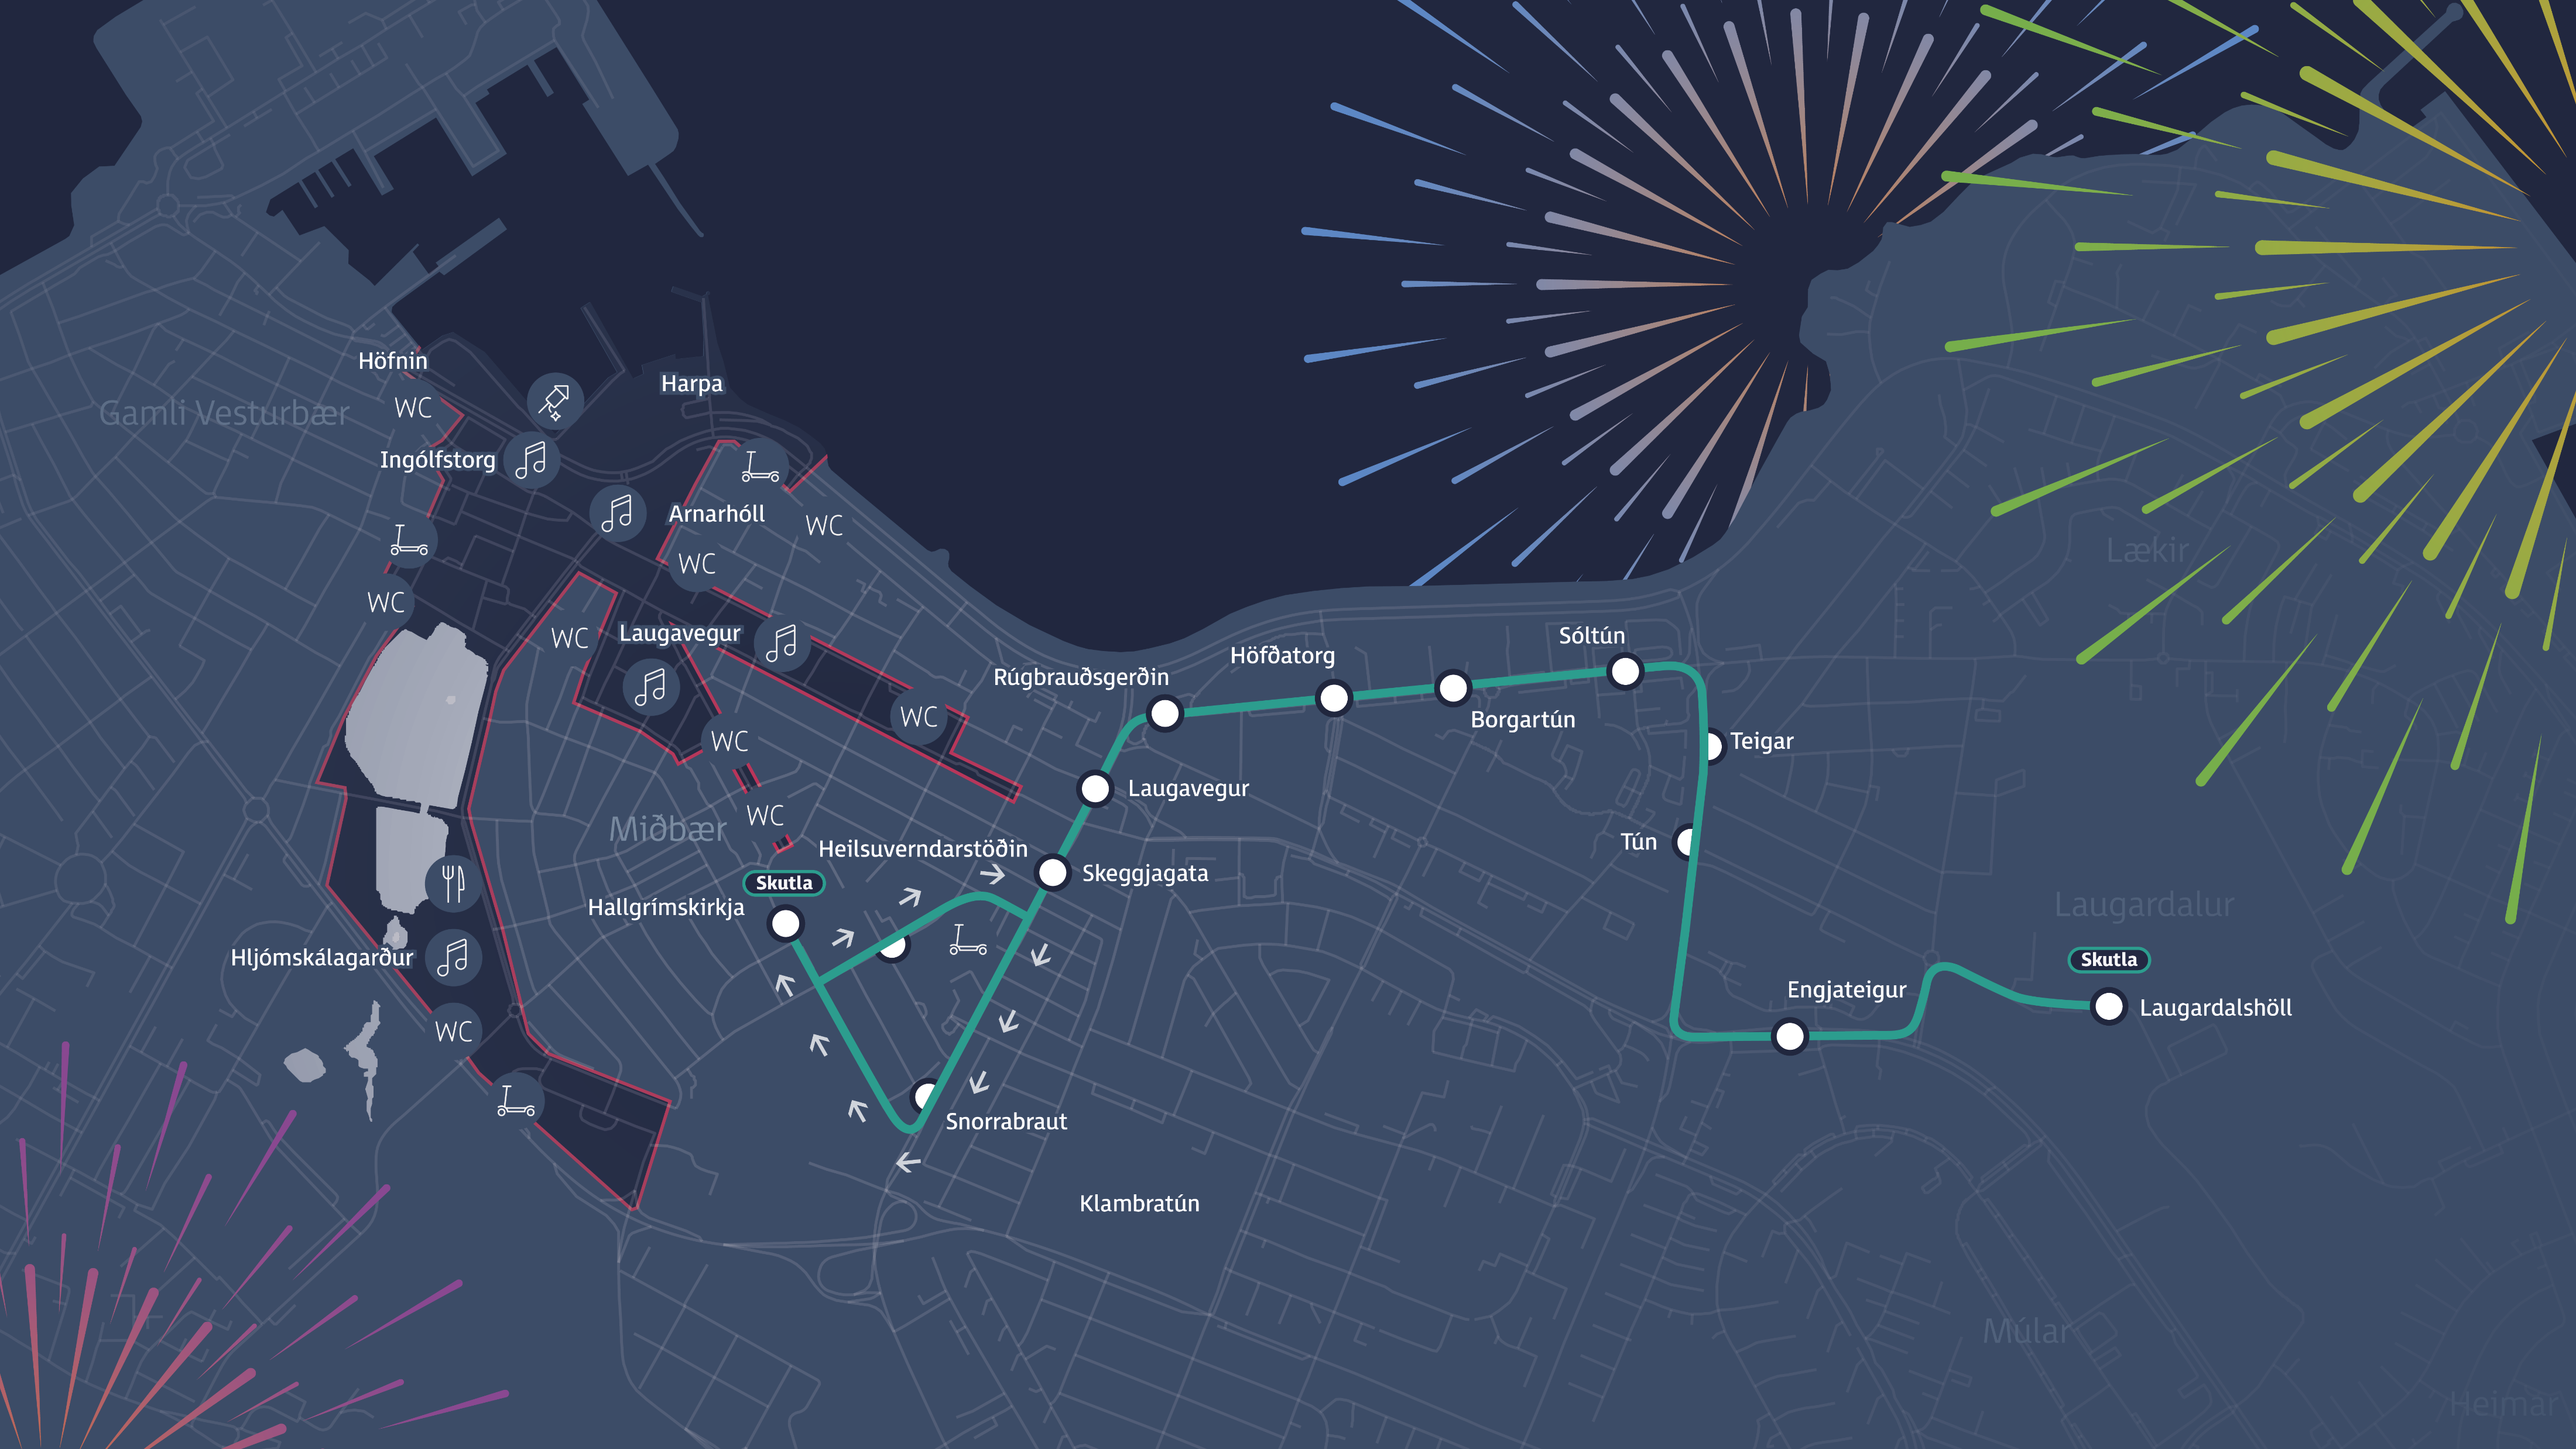 Höfnin
Harpa
WC
Gamli Vesturbær
Ingólfstorg
Arnarhóll
WC
WC
WC
Laugavegur
WC
WC
WC
WC
Miðbær
Heilsuverndarstöðin
Skutla
Hallgrímskirkja
Hljómskálagarður
WC
Snorrabraut
Klambratún
Skeggjagata
Laugavegur
Rúgbrauðsgerðin
Höfðatorg
Borgartún
Sóltún
Teigar
Tún
Engjateigur
Lækir
Laugardalur
Skutla
Laugardalshöll
Múlar
Heimar